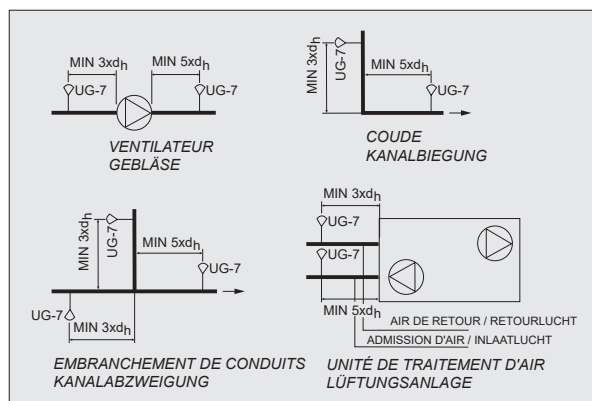 MIN 3xdh
MIN 5xdh
UG-7
UG-7
VENTILATEUR
GEBLÄSE
MIN 3xdh
UG-7
MIN 5xdh
UG-7
COUDE
KANALBIEGUNG
MIN 3xdh
UG-7
MIN 5xdh
UG-7
UG-7
MIN 3xdh
EMBRANCHEMENT DE CONDUITS
KANALABZWEIGUNG
MIN 3xdh
UG-7
UG-7
MIN 5xdh
AIR DE RETOUR / RETOURLUCHT
ADMISSION D'AIR / INLAATLUCHT
UNITÉ DE TRAITEMENT D'AIR
LÜFTUNGSANLAGE